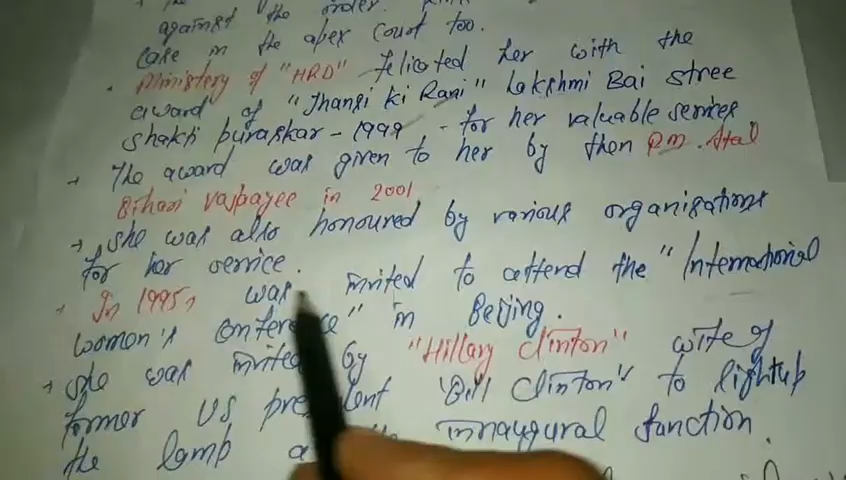 against the order.
Case in the apex Court too.
• Ministery of "HRD" felicated her with the
award of "Jhansi ki Rani" Lakshmi Bai stree
Shakti puraskar - 1999 - for her valuable services
→ The award was given to her by then P.M. Atal
Bihari vajpayee in 2001
→ She was also honoured by various organisations
for her service.
→ In 1995, was invited to attend the "International
women's Conference" in Beijing.
→ She was invited by "Hillary Clinton" wife of
former US president 'Bill Clinton" to lightup
the lamp innaugural function.